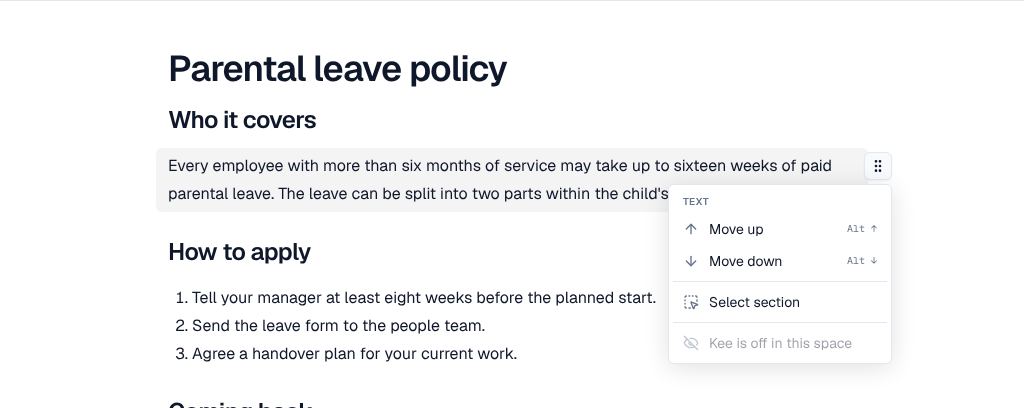 Parental leave policy
Who it covers
Every employee with more than six months of service may take up to sixteen weeks of paid
parental leave. The leave can be split into two parts within the child's
TEXT
Move up Alt ↑
Move down Alt ↓
Select section
Kee is off in this space
How to apply
1. Tell your manager at least eight weeks before the planned start.
2. Send the leave form to the people team.
3. Agree a handover plan for your current work.